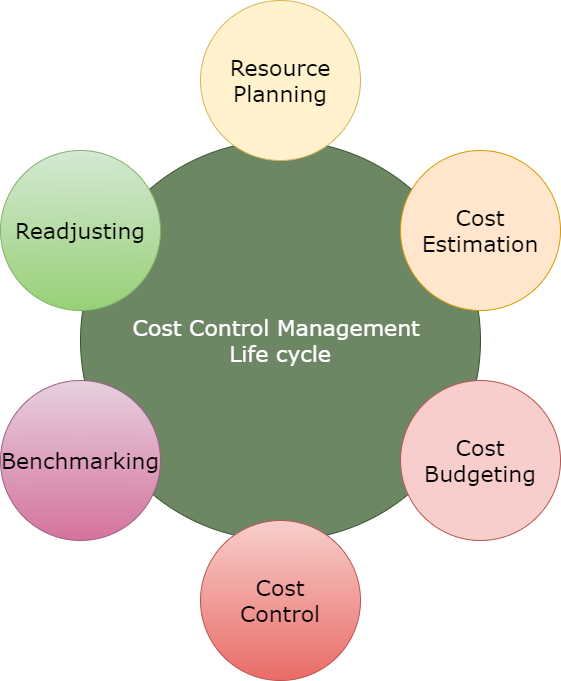 Resource
Planning
Cost
Estimation
Readjusting
Cost Control Management
Life cycle
Cost
Budgeting
Benchmarking
Cost
Control